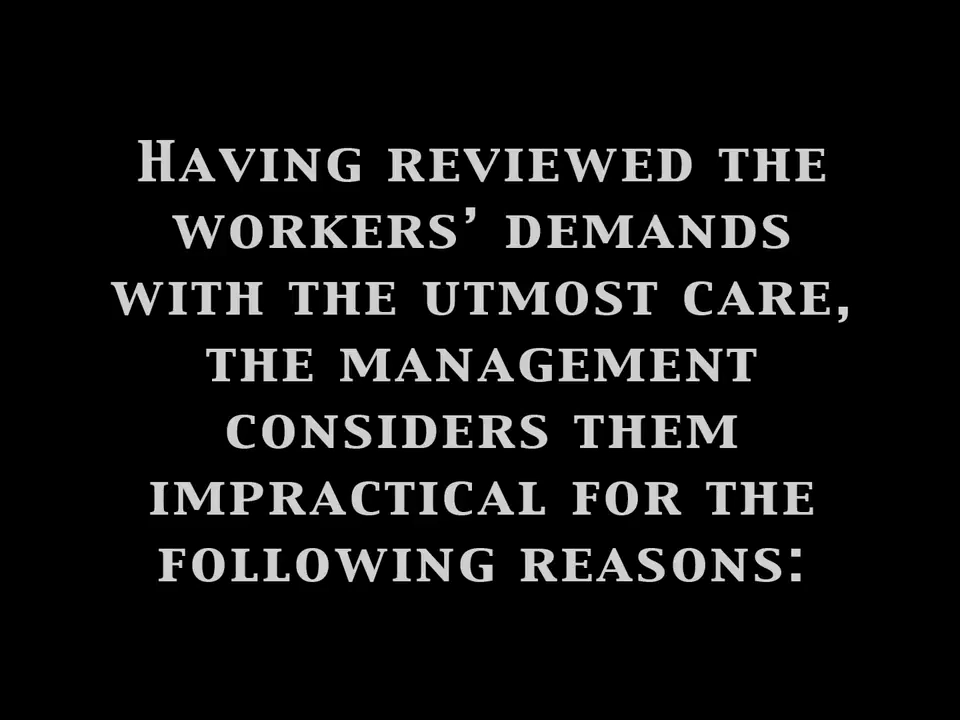 Having reviewed the
workers’ demands
with the utmost care,
the management
considers them
impractical for the
following reasons: